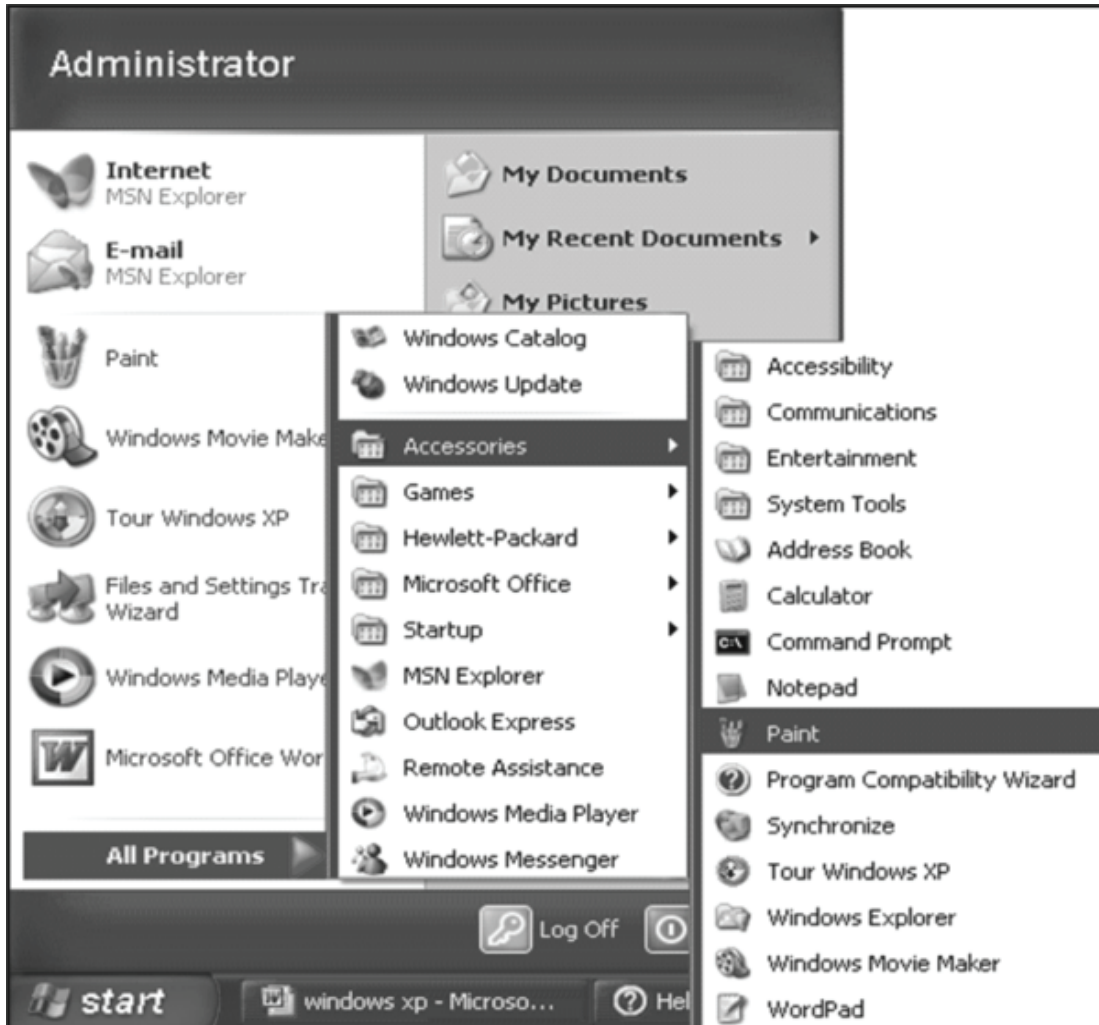 Administrator
Internet
MSN Explorer
E-mail
MSN Explorer
Paint
Windows Movie Make
Tour Windows XP
Files and Settings Tra
Wizard
Windows Media Playe
Microsoft Office Wor
All Programs
My Documents
My Recent Documents
My Pictures
Windows Catalog
Windows Update
Accessories
Games
Hewlett-Packard
Microsoft Office
Startup
MSN Explorer
Outlook Express
Remote Assistance
Windows Media Player
Windows Messenger
Accessibility
Communications
Entertainment
System Tools
Address Book
Calculator
C:\
Command Prompt
Notepad
Paint
Program Compatibility Wizard
Synchronize
Tour Windows XP
Windows Explorer
Windows Movie Maker
WordPad
Log Off
start
windows xp - Microso...
Hel